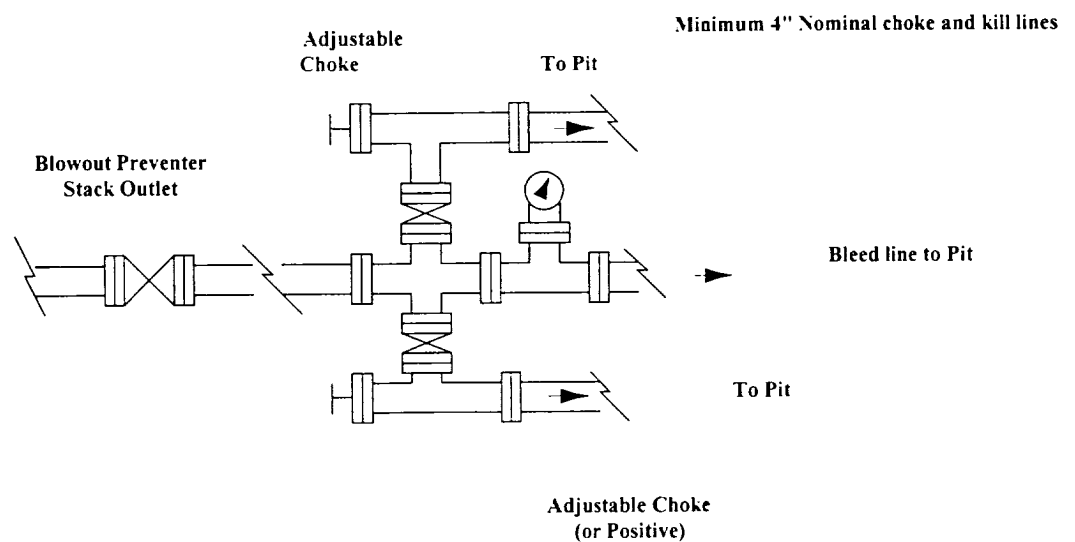 Minimum 4" Nominal choke and kill lines
Adjustable
Choke
To Pit
Blowout Preventer
Stack Outlet
Bleed line to Pit
To Pit
Adjustable Choke
(or Positive)